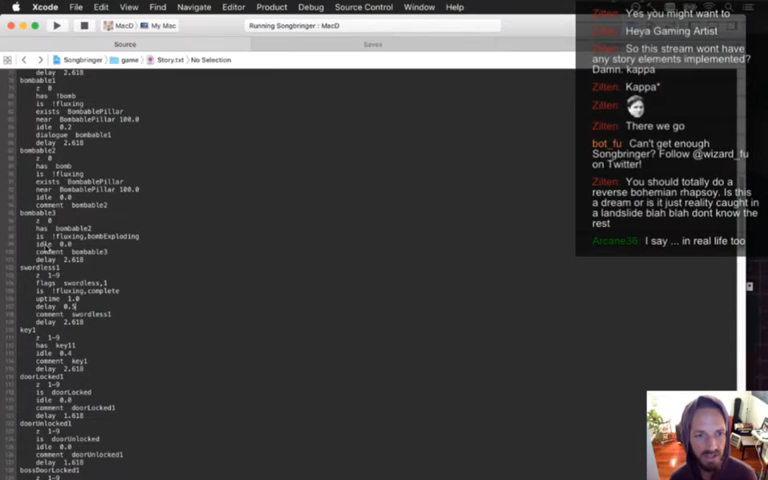 Xcode File Edit View Find Navigate Editor Product Debug Source Control Window Help
MacD My Mac Running Songbringer : MacD
Source Saves
Songbringer game Story.txt No Selection
delay 2.618
bombable1
z 0
has !bomb
is !fluxing
exists BombablePillar
near BombablePillar 100.0
idle 0.2
dialogue bombable1
delay 2.618
bombable2
z 0
has bomb
is !fluxing
exists BombablePillar
near BombablePillar 100.0
idle 0.0
comment bombable2
bombable3
z 0
has bombable2
is !fluxing,bombExploding
idle 0.0
comment bombable3
delay 2.618
swordless1
z 1-9
flags swordless,1
is !fluxing,complete
uptime 1.0
delay 0.5
comment swordless1
delay 2.618
key1
z 1-9
has key11
idle 0.4
comment key1
delay 2.618
doorLocked1
z 1-9
is doorLocked
idle 0.0
comment doorLocked1
delay 1.618
doorUnlocked1
z 1-9
is doorUnlocked
idle 0.0
comment doorUnlocked1
delay 1.618
bossDoorLocked1
z 1-9
Zilten: Yes you might want to
Zilten: Heya Gaming Artist
Zilten: So this stream wont have
any story elements implemented?
Damn. kappa
Zilten: Kappa*
Zilten:
Zilten: There we go
bot_fu Can't get enough
Songbringer? Follow @wizard_fu
on Twitter!
Zilten: You should totally do a
reverse bohemian rhapsoy. Is this
a dream or is it just reality caught in
a landslide blah blah dont know the
rest
Arcane36: I say ... in real life too